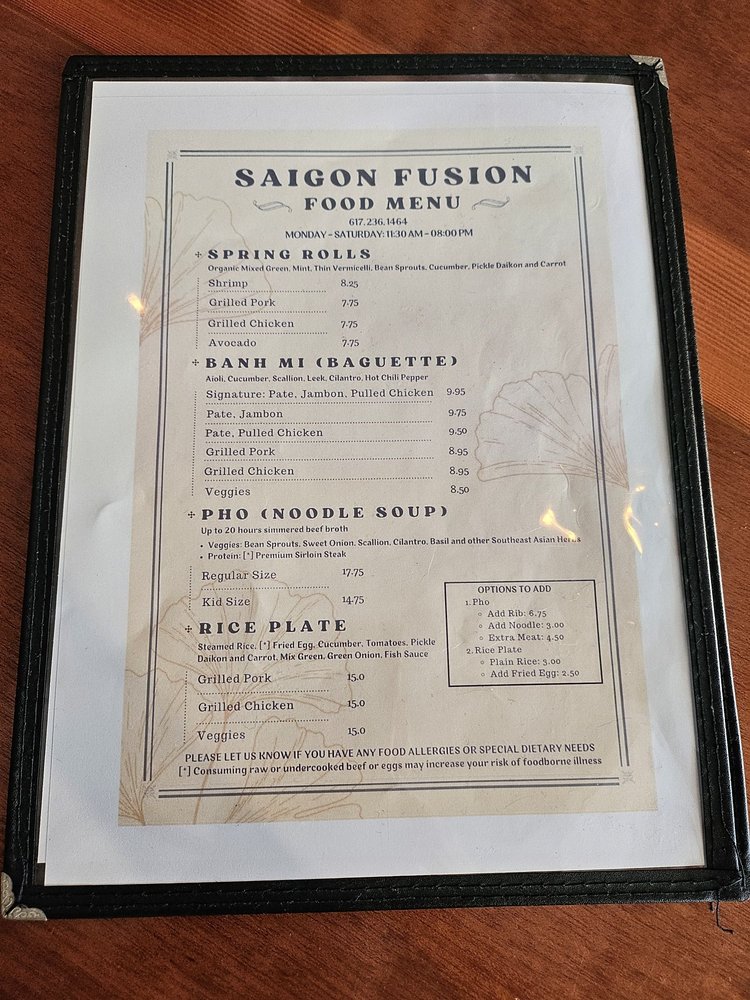 SAIGON FUSION
FOOD MENU
617.236.1464
MONDAY - SATURDAY: 11:30 AM - 08:00 PM
SPRING ROLLS
Organic Mixed Green, Mint, Thin Vermicelli, Bean Sprouts, Cucumber, Pickle Daikon and Carrot
Shrimp 8.25
Grilled Pork 7.75
Grilled Chicken 7.75
Avocado 7.75
BANH MI (BAGUETTE)
Aioli, Cucumber, Scallion, Leek, Cilantro, Hot Chili Pepper
Signature: Pate, Jambon, Pulled Chicken 9.95
Pate, Jambon 9.75
Pate, Pulled Chicken 9.50
Grilled Pork 8.95
Grilled Chicken 8.95
Veggies 8.50
PHO (NOODLE SOUP)
Up to 20 hours simmered beef broth
• Veggies: Bean Sprouts, Sweet Onion, Scallion, Cilantro, Basil and other Southeast Asian Herbs
• Protein: [*] Premium Sirloin Steak
Regular Size 17.75
Kid Size 14.75
RICE PLATE
Steamed Rice, [*] Fried Egg, Cucumber, Tomatoes, Pickle
Daikon and Carrot, Mix Green, Green Onion, Fish Sauce
Grilled Pork 15.0
Grilled Chicken 15.0
Veggies 15.0
OPTIONS TO ADD
1. Pho
Add Rib: 6.75
Add Noodle: 3.00
Extra Meat: 4.50
2. Rice Plate
Plain Rice: 3.00
Add Fried Egg: 2.50
PLEASE LET US KNOW IF YOU HAVE ANY FOOD ALLERGIES OR SPECIAL DIETARY NEEDS
[*] Consuming raw or undercooked beef or eggs may increase your risk of foodborne illness